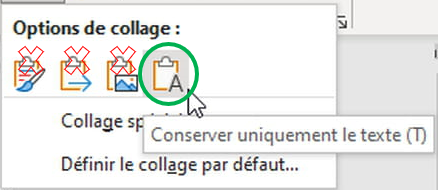 Options de collage :
A
Collage sp
Conserver uniquement le texte (T)
Définir le collage par défaut...